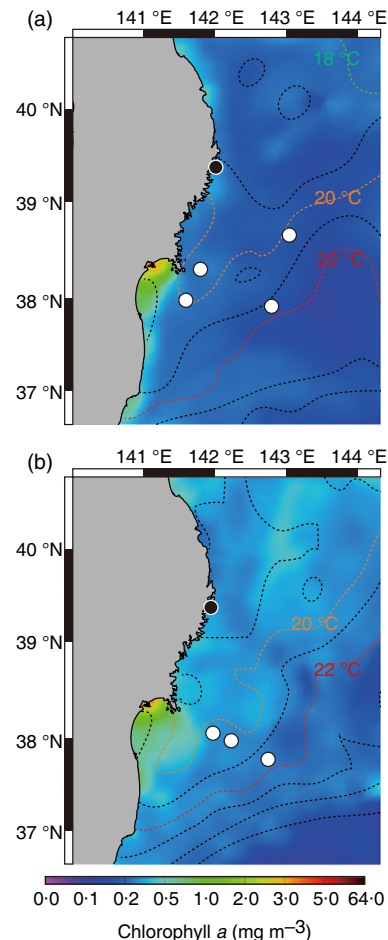 (a)
141 °E 142 °E 143 °E 144 °E
18 °C
40 °N
39 °N
20 °C
22 °C
38 °N
37 °N
(b)
141 °E 142 °E 143 °E 144 °E
40 °N
20 °C
39 °N
22 °C
38 °N
37 °N
0·0 0·1 0·2 0·5 1·0 2·0 3·0 5·0 64·0
Chlorophyll a (mg m−3)